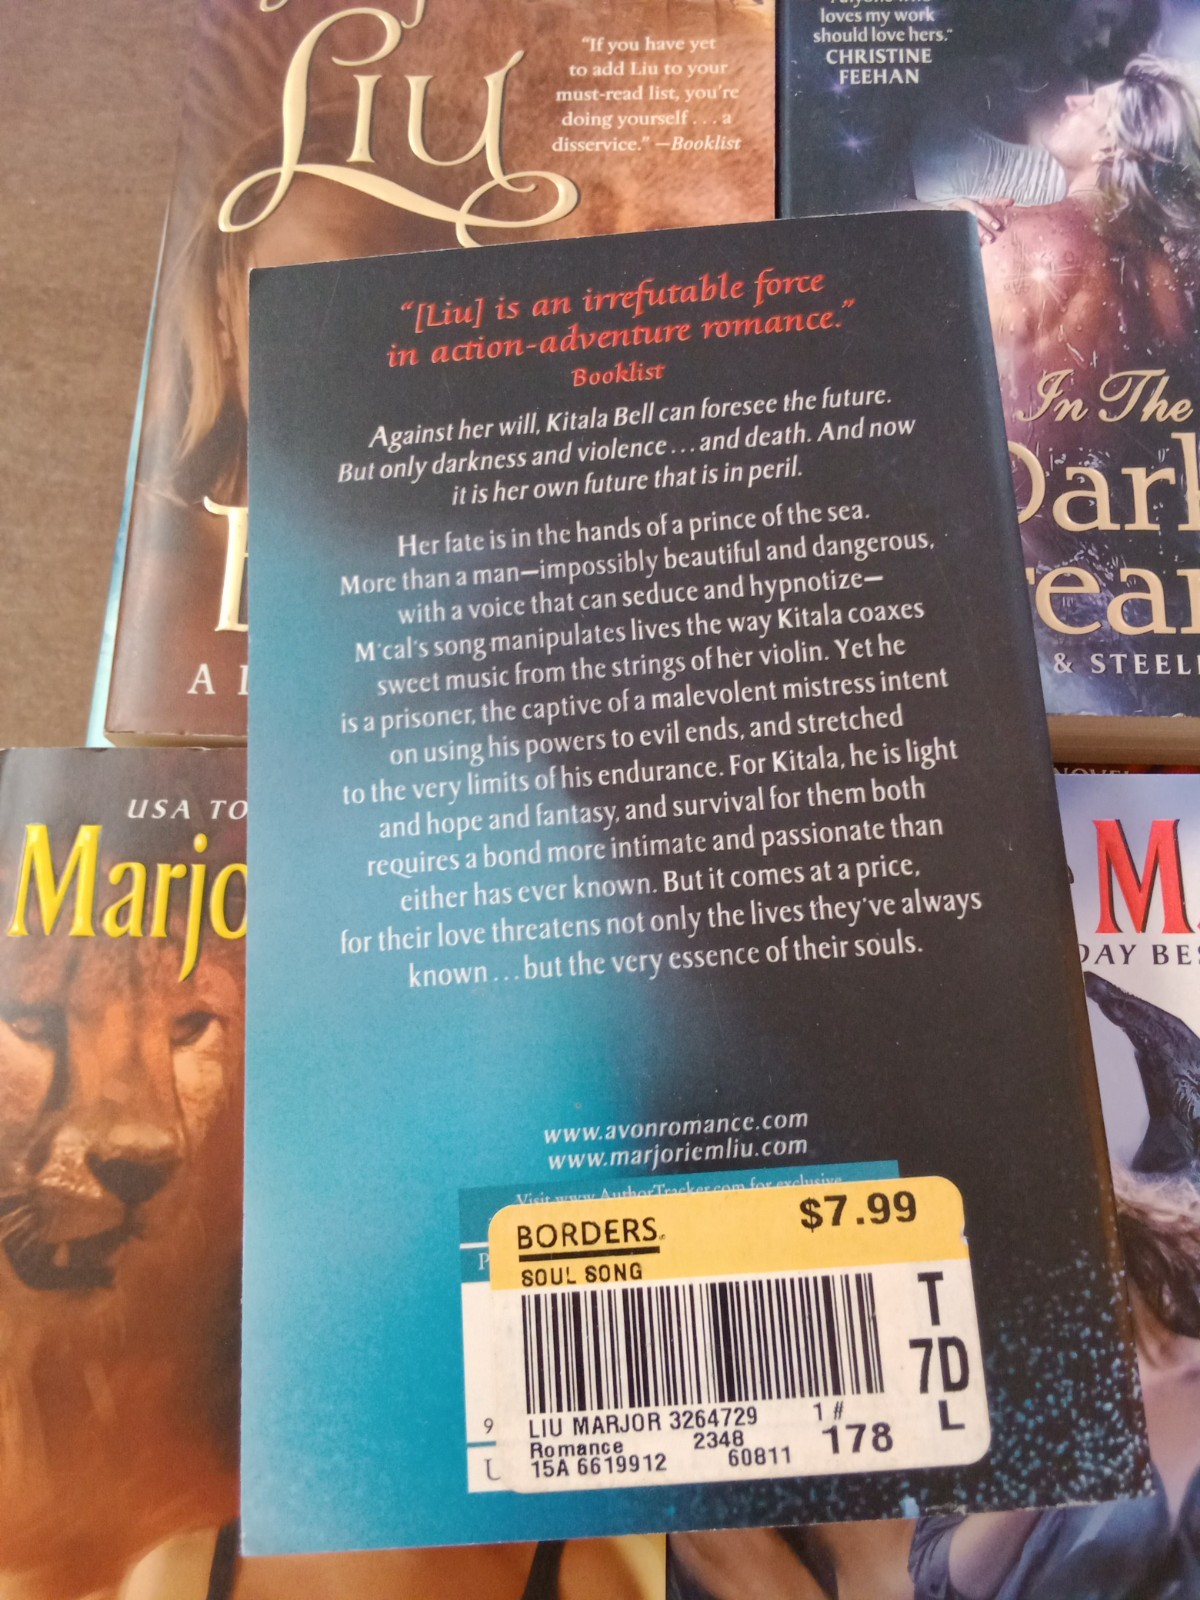 LIU
"If you have yet
to add Liu to your
must-read list, you're
doing yourself . . . a
disservice." —Booklist
loves my work
should love hers."
CHRISTINE
FEEHAN
In The
& STEELE
"[Liu] is an irrefutable force
in action-adventure romance."
Booklist
Against her will, Kitala Bell can foresee the future.
But only darkness and violence . . . and death. And now
it is her own future that is in peril.
Her fate is in the hands of a prince of the sea.
More than a man—impossibly beautiful and dangerous,
with a voice that can seduce and hypnotize—
M'cal's song manipulates lives the way Kitala coaxes
sweet music from the strings of her violin. Yet he
is a prisoner, the captive of a malevolent mistress intent
on using his powers to evil ends, and stretched
to the very limits of his endurance. For Kitala, he is light
and hope and fantasy, and survival for them both
requires a bond more intimate and passionate than
either has ever known. But it comes at a price,
for their love threatens not only the lives they've always
known . . . but the very essence of their souls.
www.avonromance.com
www.marjoriemliu.com
Visit www.AuthorTracker.com for exclusive
BORDERS.
$7.99
SOUL SONG
T
7D
L
LIU MARJOR 3264729 1#
Romance 2348 178
15A 6619912 60811
9
U
P
A
USA TO
Marjo
NOVEL
M.
DAY BES